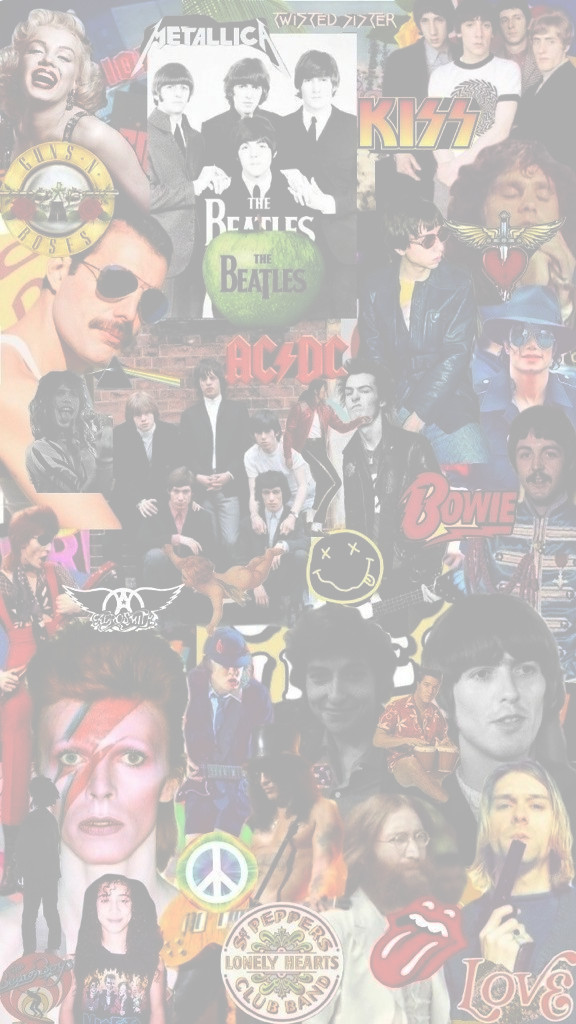 METALLICA
TWISTED SISTER
KISS
GUNS N'
ROSES
THE
BEATLES
THE
BEATLES
AC/DC
BOWIE
AEROSMITH
SGT PEPPERS
LONELY HEARTS
CLUB BAND
LOVE